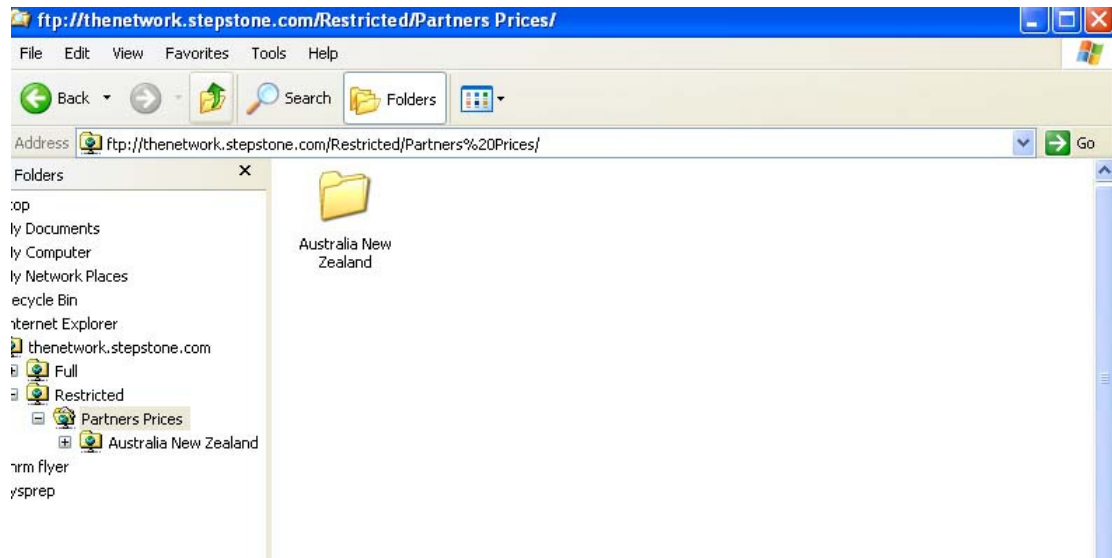 ftp://thenetwork.stepstone.com/Restricted/Partners Prices/
File Edit View Favorites Tools Help
Back Search Folders
Address ftp://thenetwork.stepstone.com/Restricted/Partners%20Prices/ Go
Folders
top
ly Documents
ly Computer
ly Network Places
ecycle Bin
nternet Explorer
thenetwork.stepstone.com
Full
Restricted
Partners Prices
Australia New Zealand
hrm flyer
ysprep
Australia New
Zealand